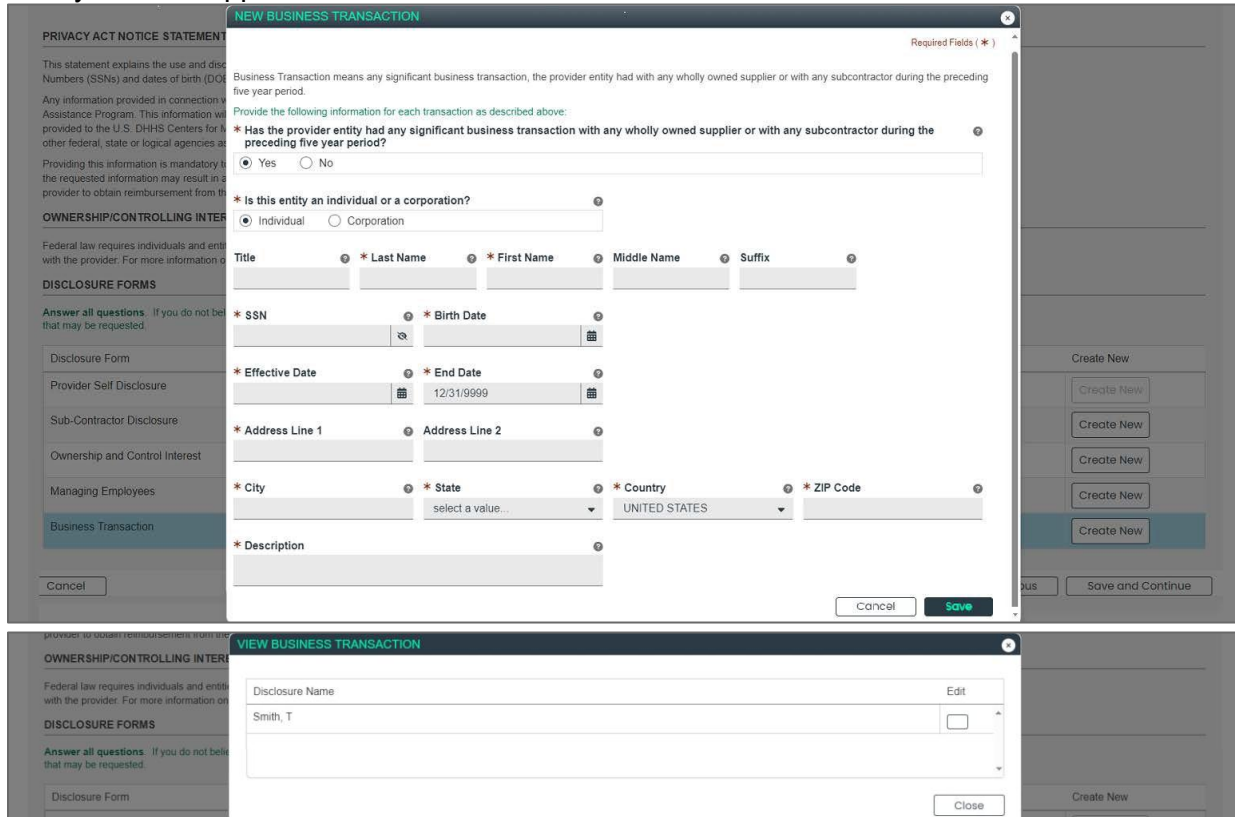 NEW BUSINESS TRANSACTION
PRIVACY ACT NOTICE STATEMENT
Required Fields ( * )
This statement explains the use and disc
Numbers (SSNs) and dates of birth (DOB
Business Transaction means any significant business transaction, the provider entity had with any wholly owned supplier or with any subcontractor during the preceding
five year period.
Any information provided in connection w
Assistance Program. This information wil
provided to the U.S. DHHS Centers for M
other federal, state or logical agencies as
Provide the following information for each transaction as described above:
* Has the provider entity had any significant business transaction with any wholly owned supplier or with any subcontractor during the
preceding five year period?
Yes No
Providing this information is mandatory t
the requested information may result in a
provider to obtain reimbursement from th
* Is this entity an individual or a corporation?
Individual Corporation
OWNERSHIP/CONTROLLING INTER
Federal law requires individuals and enti
with the provider. For more information o
Title * Last Name * First Name Middle Name Suffix
DISCLOSURE FORMS
Answer all questions. If you do not bel
that may be requested.
* SSN * Birth Date
Disclosure Form Create New
* Effective Date * End Date
12/31/9999
Provider Self Disclosure Create New
Sub-Contractor Disclosure Create New
* Address Line 1 Address Line 2
Ownership and Control Interest Create New
Managing Employees Create New
* City * State * Country * ZIP Code
select a value... UNITED STATES
Business Transaction Create New
* Description
Cancel ous Save and Continue
Cancel Save
provider to obtain reimbursement from the
VIEW BUSINESS TRANSACTION
OWNERSHIP/CONTROLLING INTERE
Federal law requires individuals and entitie
with the provider. For more information on
Disclosure Name Edit
Smith, T
DISCLOSURE FORMS
Answer all questions. If you do not belie
that may be requested.
Disclosure Form Create New
Close